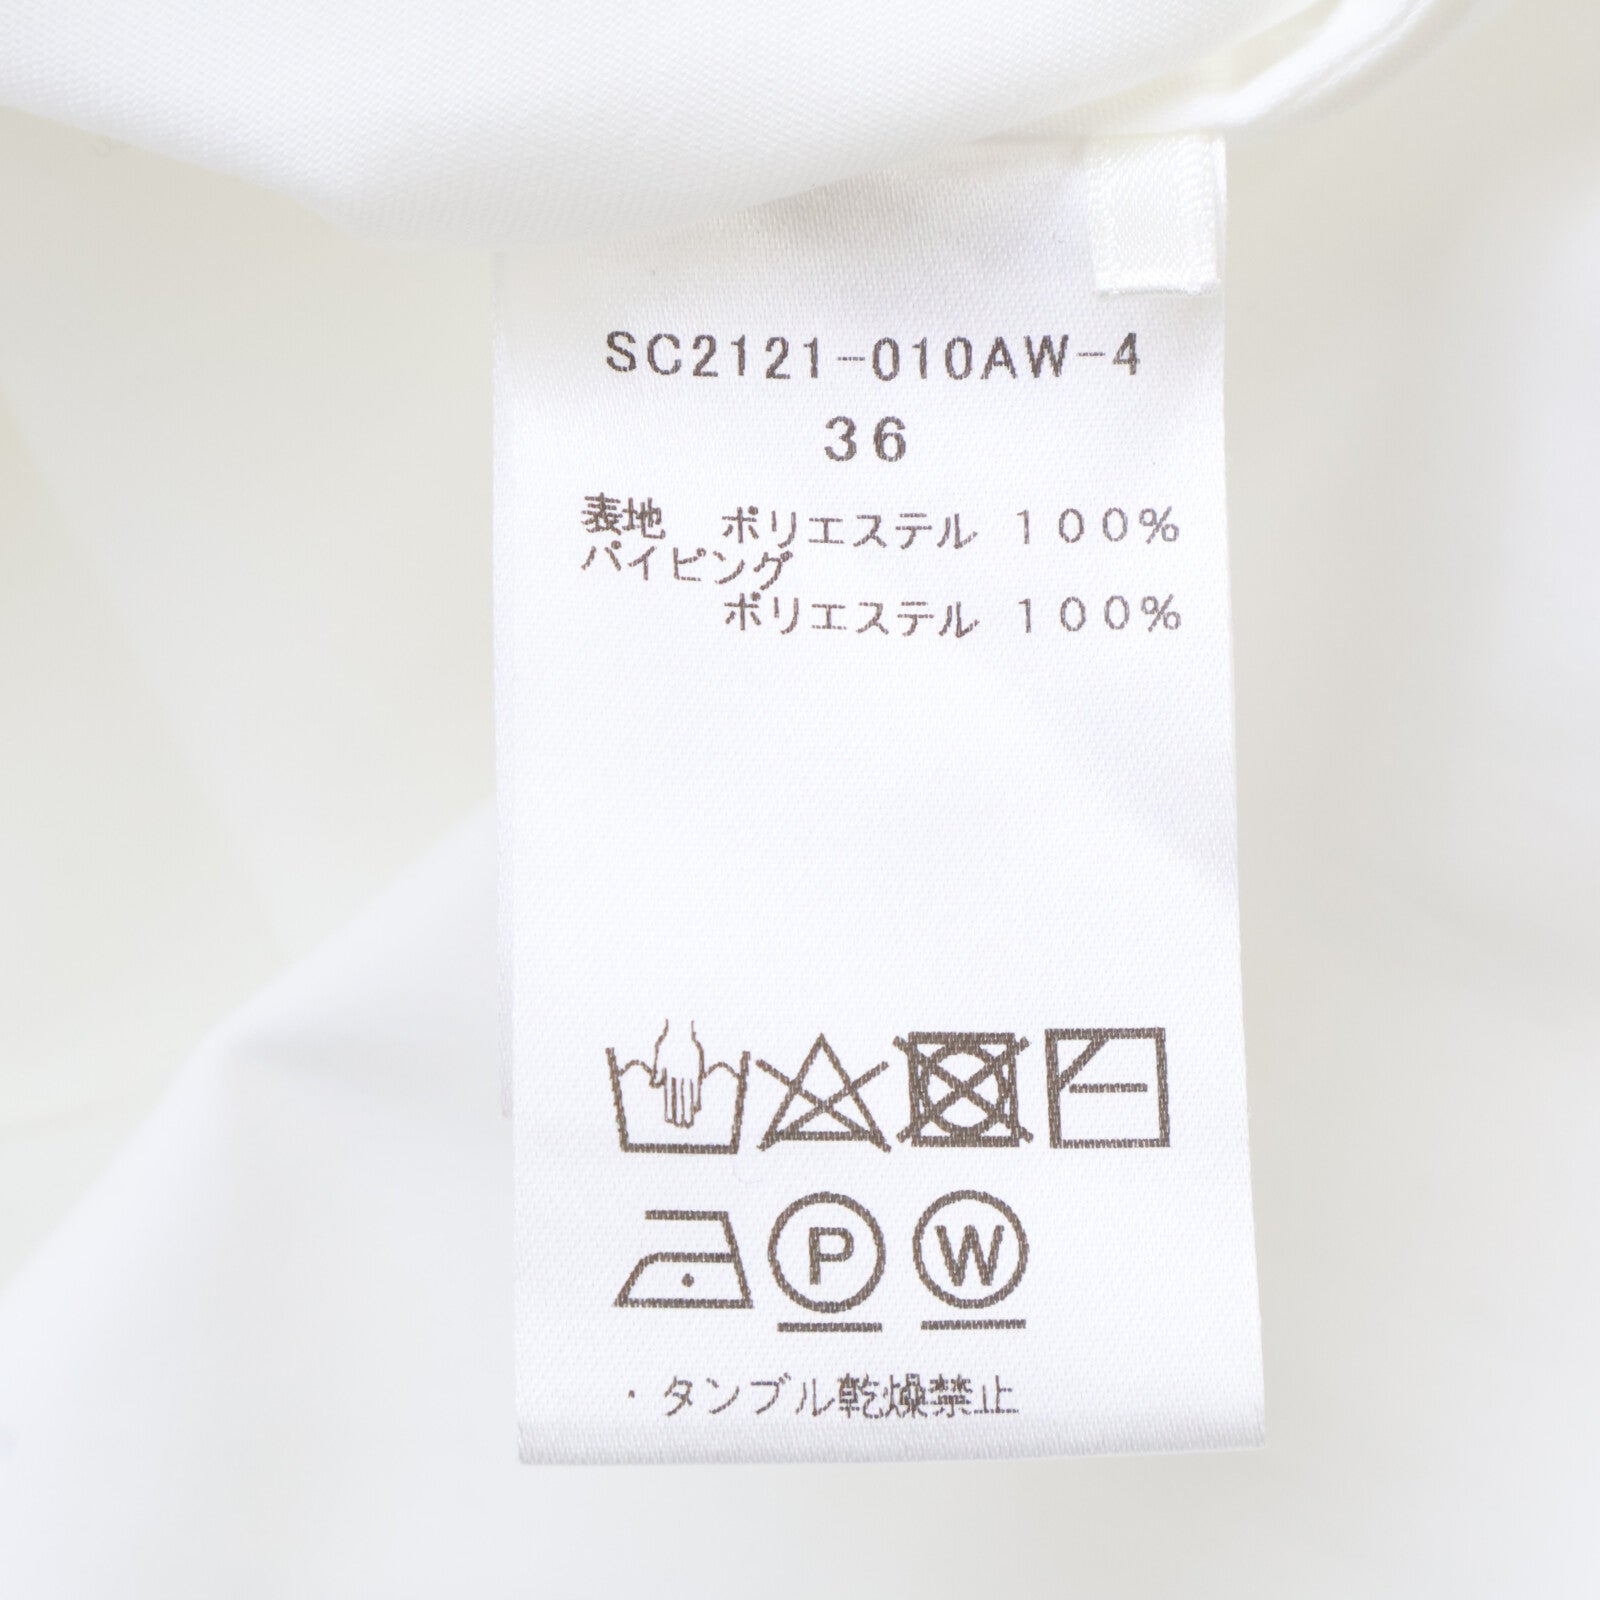 SC2121-010AW-4
36
表地 ポリエステル 100%
パイピング
ポリエステル 100%
P W
・タンブル乾燥禁止